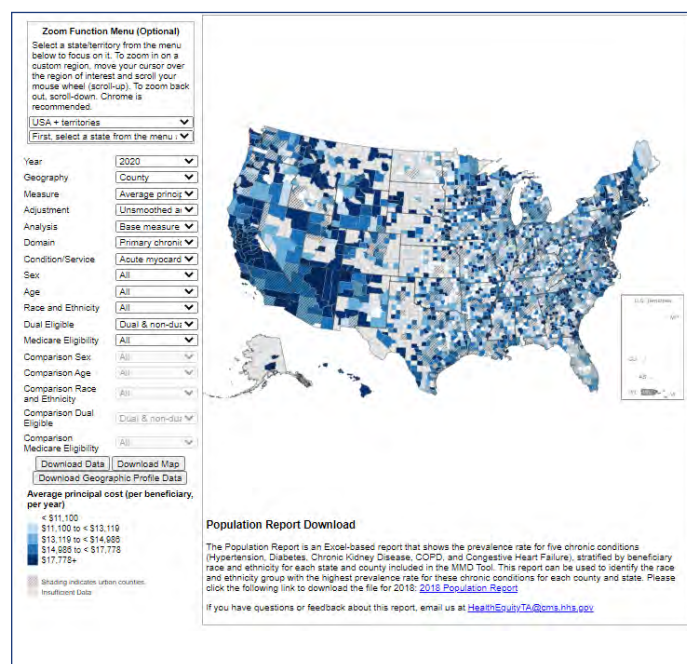 Zoom Function Menu (Optional)
Select a state/territory from the menu
below to focus on it. To zoom in on a
custom region, move your cursor over
the region of interest and scroll your
mouse wheel (scroll-up). To zoom back
out, scroll-down. Chrome is
recommended.
USA + territories
First, select a state from the menu
Year 2020
Geography County
Measure Average princip
Adjustment Unsmoothed a
Analysis Base measure
Domain Primary chronic
Condition/Service Acute myocard
Sex All
Age All
Race and Ethnicity All
Dual Eligible Dual & non-dua
Medicare Eligibility All
Comparison Sex All
Comparison Age All
Comparison Race
and Ethnicity All
Comparison Dual
Eligible Dual & non-dua
Comparison
Medicare Eligibility All
Download Data Download Map
Download Geographic Profile Data
Average principal cost (per beneficiary,
per year)
< $11,100
$11,100 to < $13,119
$13,119 to < $14,986
$14,986 to < $17,778
$17,778+
Shading indicates urban counties.
Insufficient Data
Population Report Download
The Population Report is an Excel-based report that shows the prevalence rate for five chronic conditions
(Hypertension, Diabetes, Chronic Kidney Disease, COPD, and Congestive Heart Failure), stratified by beneficiary
race and ethnicity for each state and county included in the MMD Tool. This report can be used to identify the race
and ethnicity group with the highest prevalence rate for these chronic conditions for each county and state. Please
click the following link to download the file for 2018: 2018 Population Report
If you have questions or feedback about this report, email us at HealthEquityTA@cms.hhs.gov